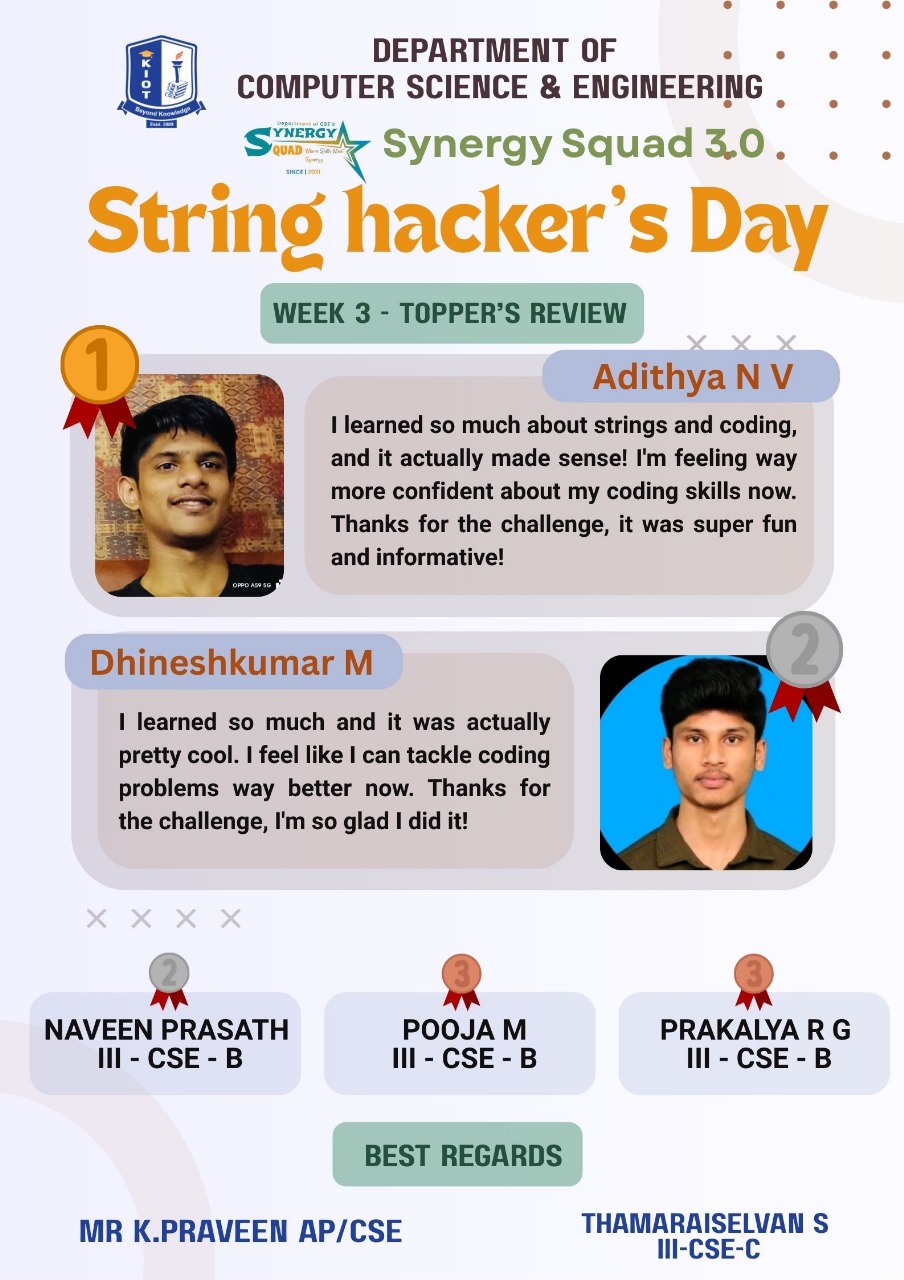 KIOT
Beyond Knowledge
Estd. 2009
DEPARTMENT OF
COMPUTER SCIENCE & ENGINEERING
Department of CSE's
SYNERGY
SQUAD Where Skills Meet
Synergy
SINCE | 2021
Synergy Squad 3.0
String hacker's Day
WEEK 3 - TOPPER'S REVIEW
1
Adithya N V
I learned so much about strings and coding,
and it actually made sense! I'm feeling way
more confident about my coding skills now.
Thanks for the challenge, it was super fun
and informative!
OPPO A59 5G
2
Dhineshkumar M
I learned so much and it was actually
pretty cool. I feel like I can tackle coding
problems way better now. Thanks for
the challenge, I'm so glad I did it!
2
NAVEEN PRASATH
III - CSE - B
3
POOJA M
III - CSE - B
3
PRAKALYA R G
III - CSE - B
BEST REGARDS
MR K.PRAVEEN AP/CSE
THAMARAISELVAN S
III-CSE-C